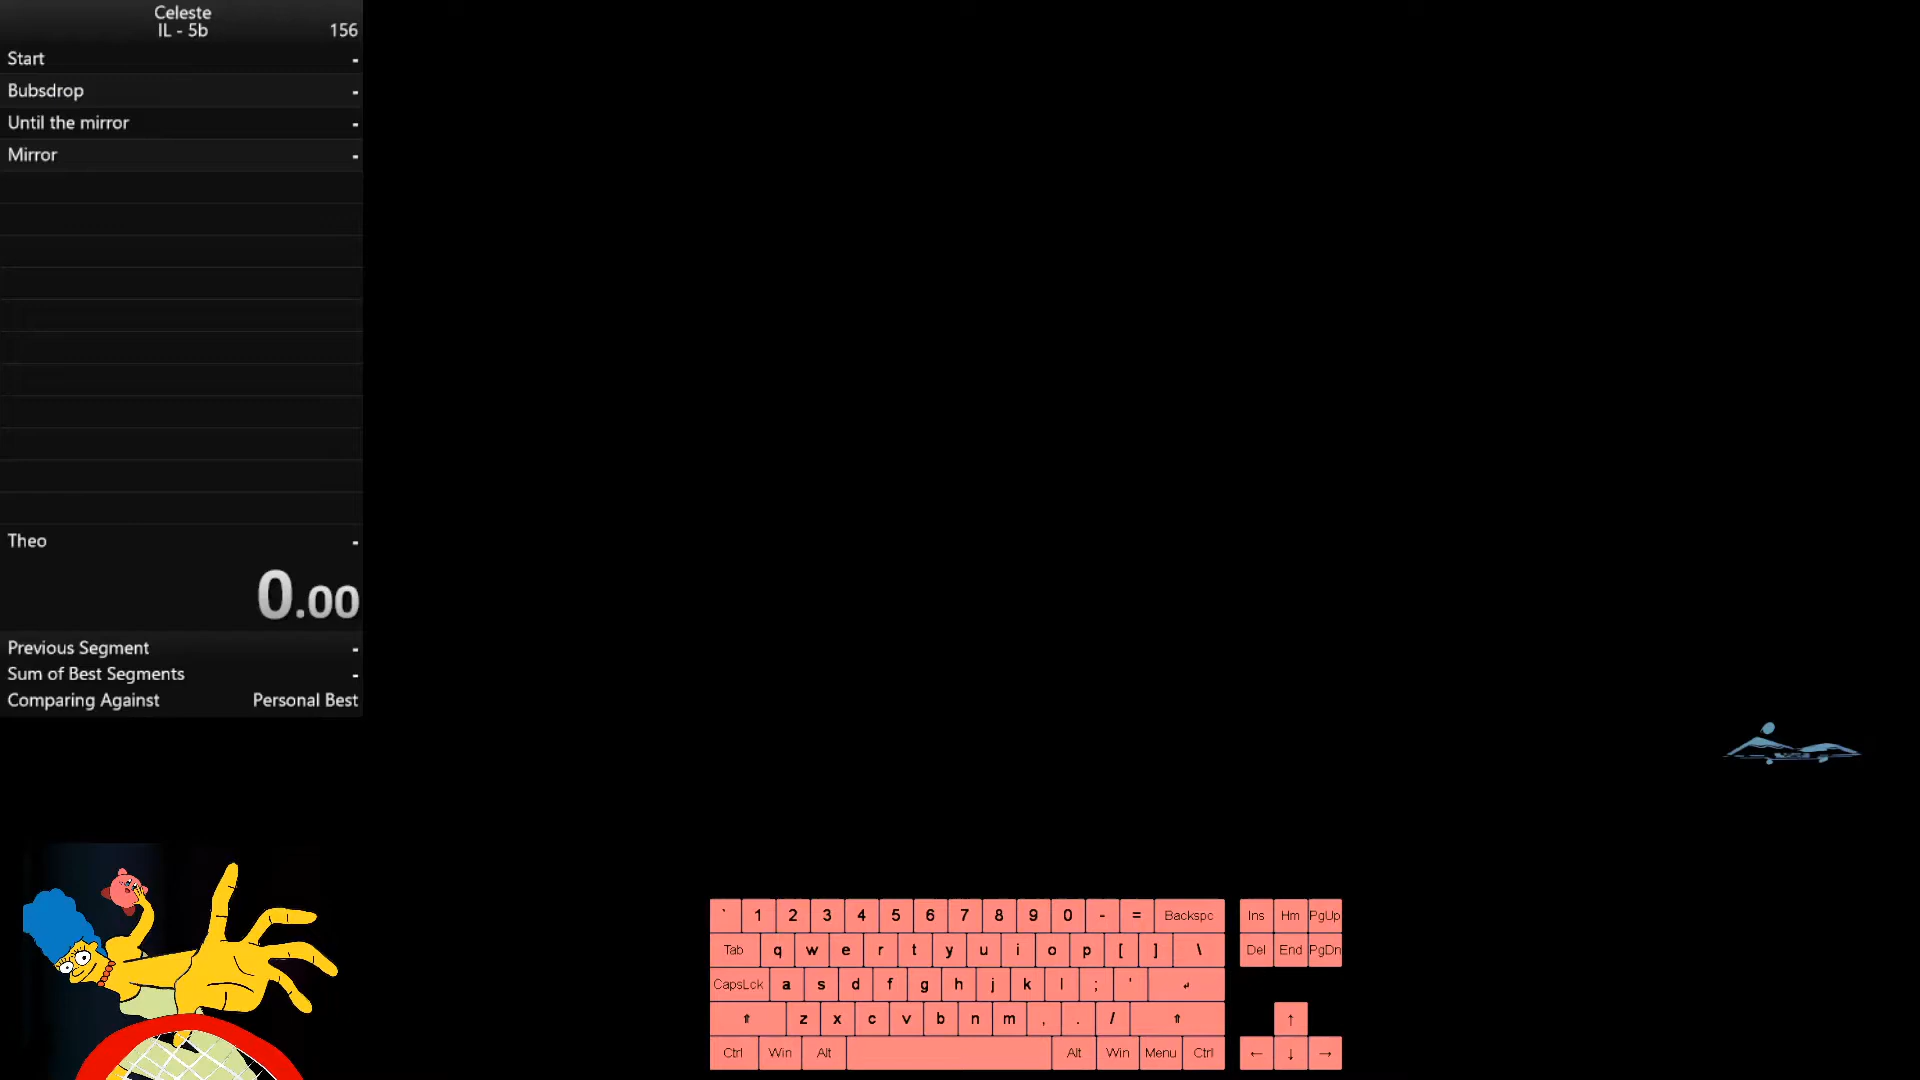 Celeste
IL - 5b 156
Start -
Bubsdrop -
Until the mirror -
Mirror -
Theo -
0.00
Previous Segment -
Sum of Best Segments -
Comparing Against Personal Best
` 1 2 3 4 5 6 7 8 9 0 - = Backspc Ins Hm PgUp
Tab q w e r t y u i o p [ ] \ Del End PgDn
CapsLck a s d f g h j k l ; ' ↵
⇧ z x c v b n m , . / ⇧ ↑
Ctrl Win Alt Alt Win Menu Ctrl ← ↓ →